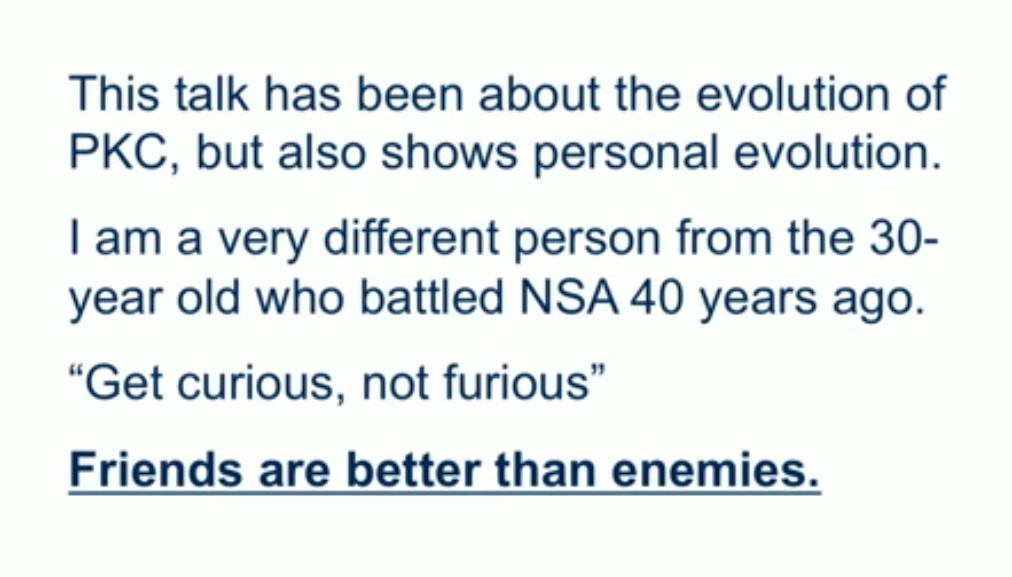 This talk has been about the evolution of
PKC, but also shows personal evolution.
I am a very different person from the 30-
year old who battled NSA 40 years ago.
“Get curious, not furious”
Friends are better than enemies.